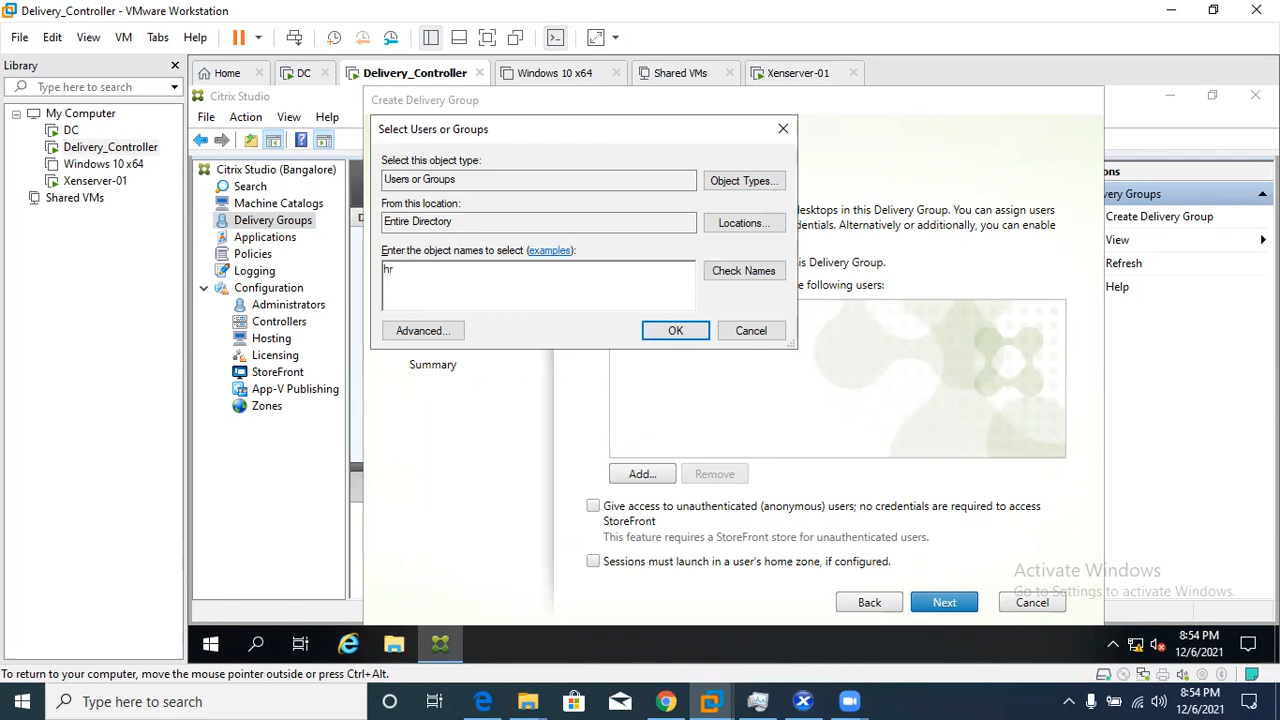 Delivery_Controller - VMware Workstation
File Edit View VM Tabs Help
Library
Type here to search
My Computer
DC
Delivery_Controller
Windows 10 x64
Xenserver-01
Shared VMs
Home
DC
Delivery_Controller
Windows 10 x64
Shared VMs
Xenserver-01
Citrix Studio
File Action View Help
Citrix Studio (Bangalore)
Search
Machine Catalogs
Delivery Groups
Applications
Policies
Logging
Configuration
Administrators
Controllers
Hosting
Licensing
StoreFront
App-V Publishing
Zones
Create Delivery Group
Select Users or Groups
Select this object type:
Users or Groups
Object Types...
From this location:
Entire Directory
Locations...
Enter the object names to select (examples):
hr
Check Names
Advanced...
OK
Cancel
Summary
desktops in this Delivery Group. You can assign users
dentials. Alternatively or additionally, you can enable
is Delivery Group.
e following users:
Add...
Remove
Give access to unauthenticated (anonymous) users; no credentials are required to access
StoreFront
This feature requires a StoreFront store for unauthenticated users.
Sessions must launch in a user's home zone, if configured.
Back
Next
Cancel
ons
very Groups
Create Delivery Group
View
Refresh
Help
Activate Windows
Go to Settings to activate Windows.
8:54 PM
12/6/2021
To return to your computer, move the mouse pointer outside or press Ctrl+Alt.
Type here to search
8:54 PM
12/6/2021